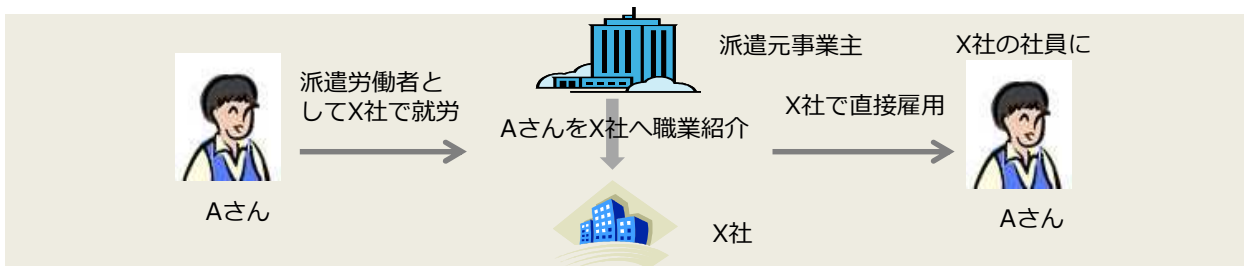 派遣元事業主
X社の社員に
派遣労働者と
してX社で就労
AさんをX社へ職業紹介
X社で直接雇用
Aさん
X社
Aさん